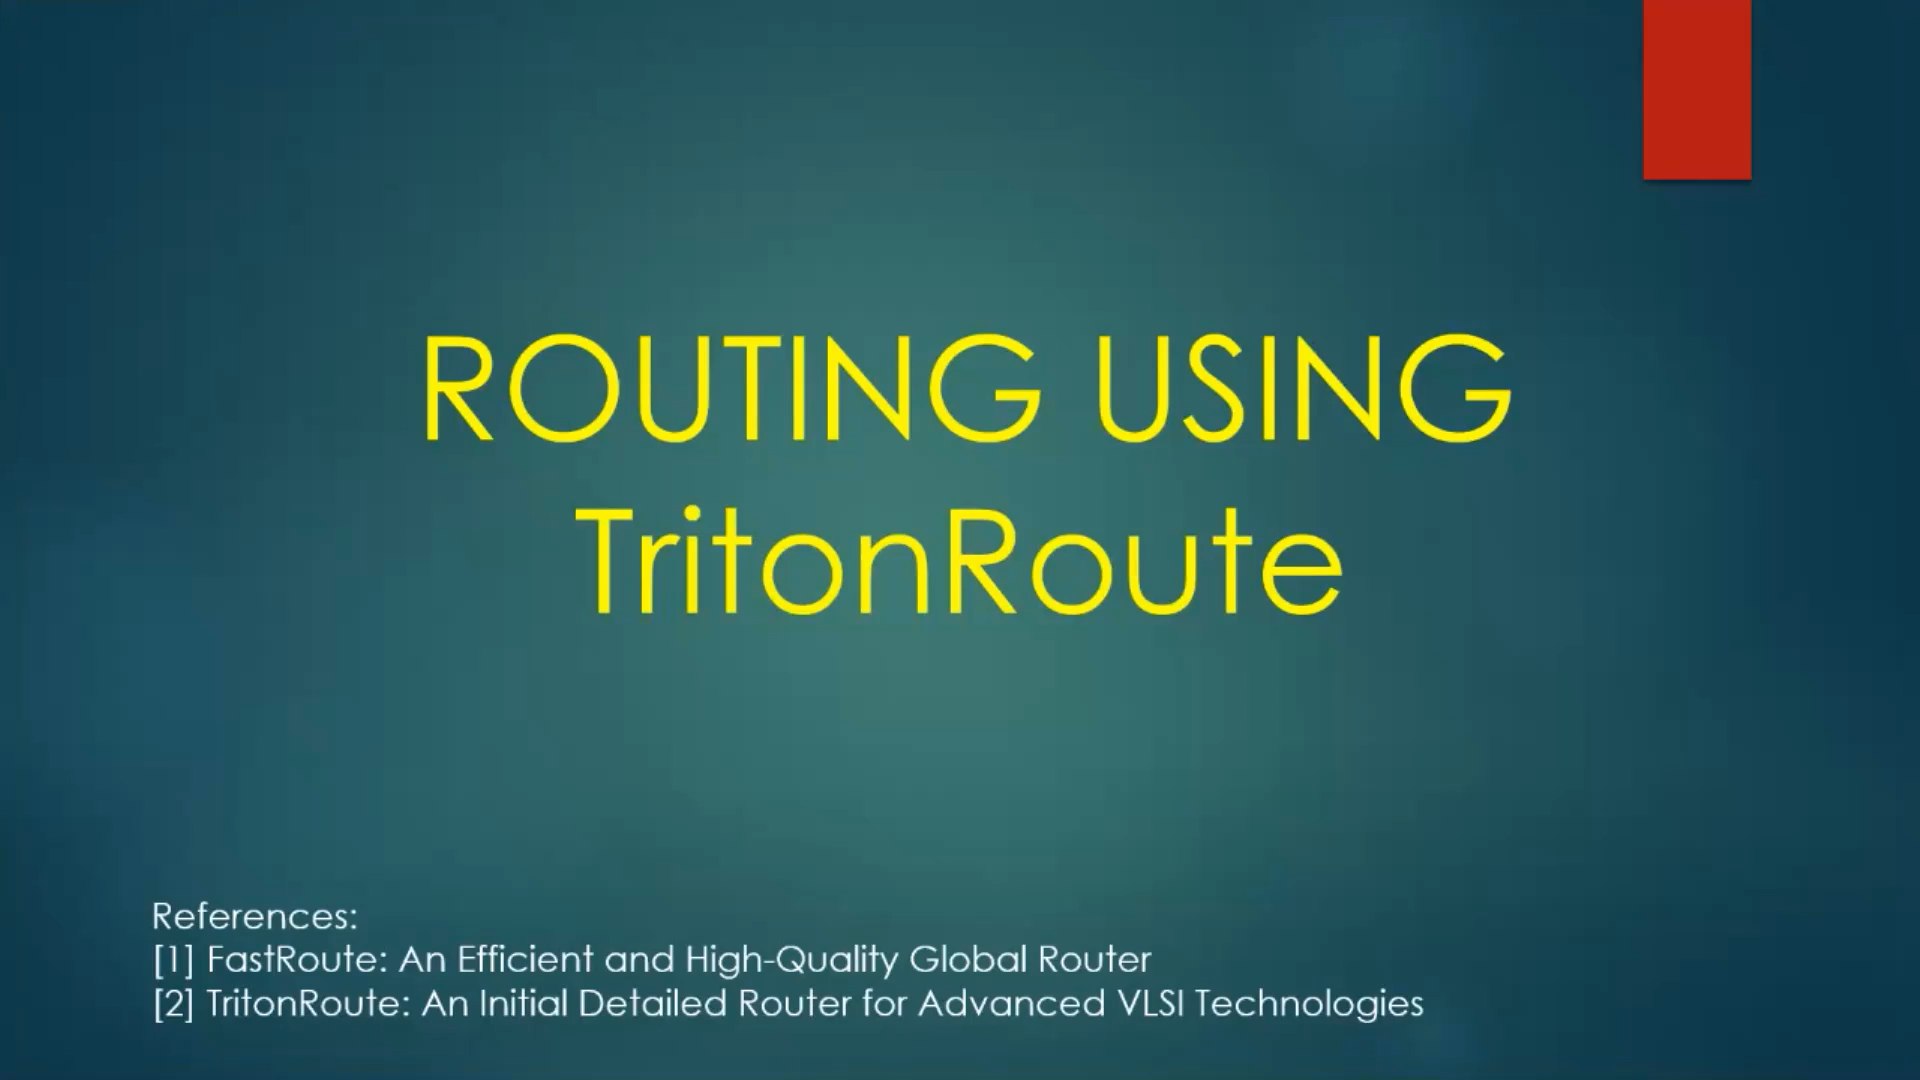 ROUTING USING
TritonRoute
References:
[1] FastRoute: An Efficient and High-Quality Global Router
[2] TritonRoute: An Initial Detailed Router for Advanced VLSI Technologies